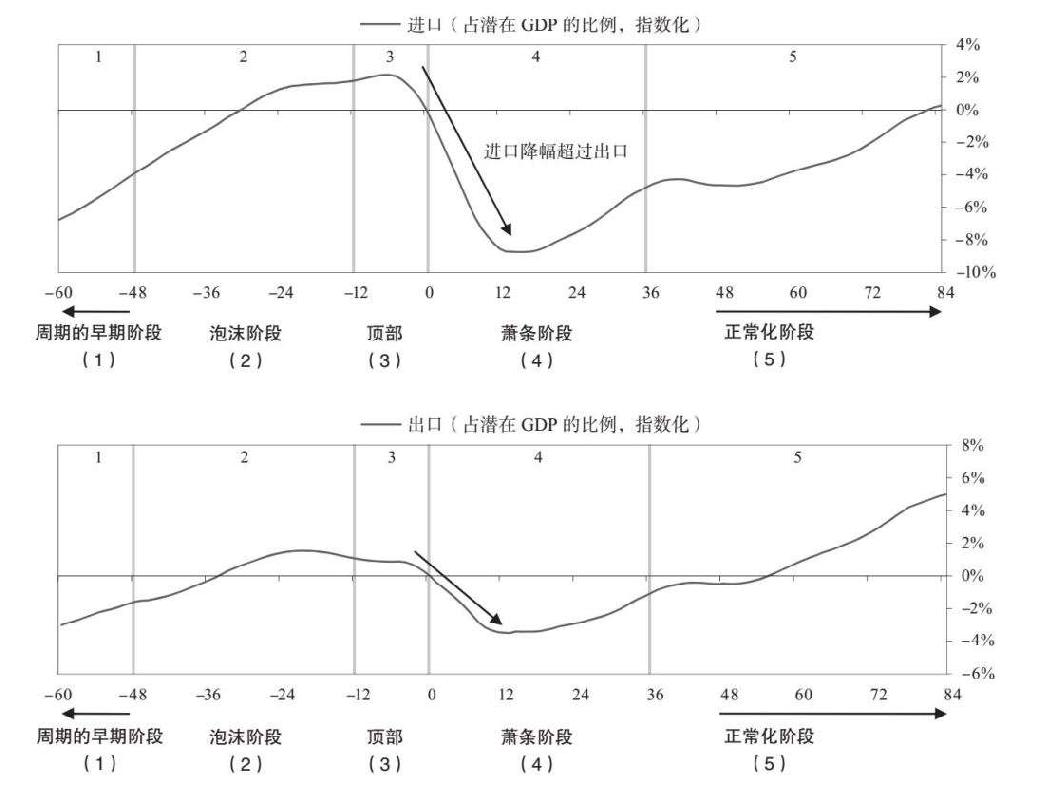 进口（占潜在 GDP 的比例，指数化）
1 2 3 4 5
4%
2%
0%
-2%
-4%
-6%
-8%
-10%
进口降幅超过出口
-60 -48 -36 -24 -12 0 12 24 36 48 60 72 84
周期的早期阶段 泡沫阶段 顶部 萧条阶段 正常化阶段
（1） （2） （3） （4） （5）
出口（占潜在 GDP 的比例，指数化）
1 2 3 4 5
8%
6%
4%
2%
0%
-2%
-4%
-6%
-60 -48 -36 -24 -12 0 12 24 36 48 60 72 84
周期的早期阶段 泡沫阶段 顶部 萧条阶段 正常化阶段
（1） （2） （3） （4） （5）